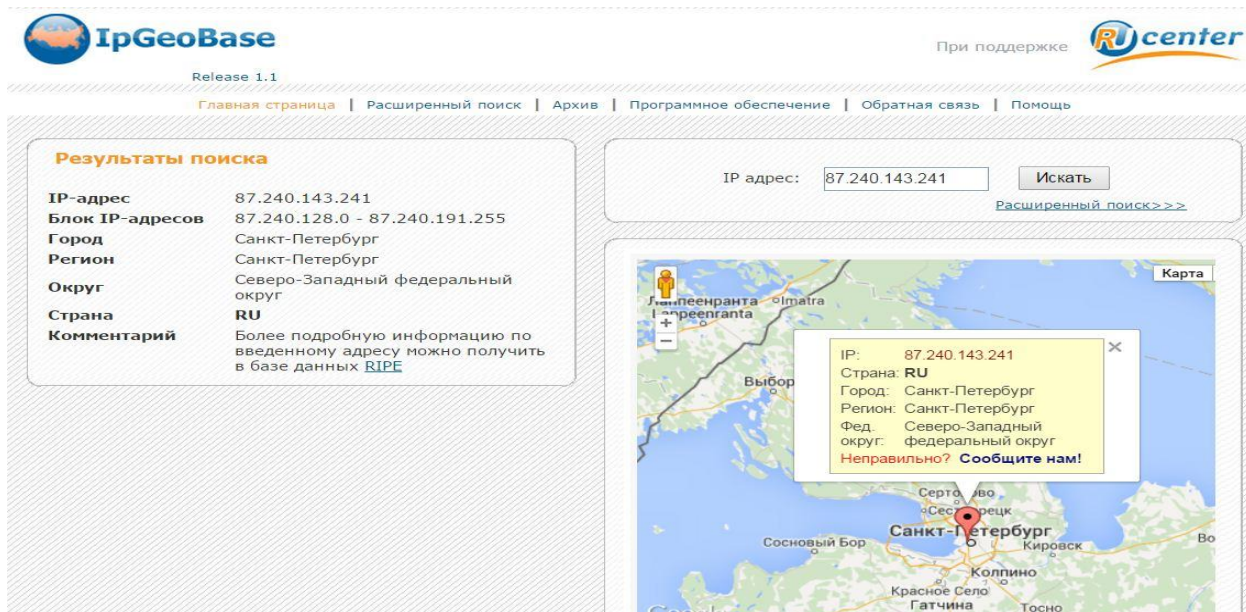 IpGeoBase
При поддержке
RU center
Release 1.1
Главная страница | Расширенный поиск | Архив | Программное обеспечение | Обратная связь | Помощь
Результаты поиска
IP-адрес 87.240.143.241
Блок IP-адресов 87.240.128.0 - 87.240.191.255
Город Санкт-Петербург
Регион Санкт-Петербург
Округ Северо-Западный федеральный
округ
Страна RU
Комментарий Более подробную информацию по
введенному адресу можно получить
в базе данных RIPE
IP адрес: 87.240.143.241 Искать
Расширенный поиск>>>
Карта
Imatra
Lappeenranta
IP: 87.240.143.241
Страна: RU
Город: Санкт-Петербург
Регион: Санкт-Петербург
Фед. Северо-Западный
округ: федеральный округ
Неправильно? Сообщите нам!
Выбор
Санкт-Петербург
Сосновый Бор
Кировск
Колпино
Красное Село
Гатчина
Тосно